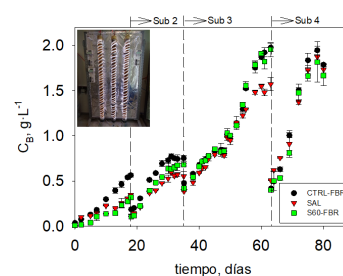 Sub 2
Sub 3
Sub 4
2.0
1.5
1.0
0.5
0.0
C_B, g·L⁻¹
CTRL-FBR
SAL
S60-FBR
0
20
40
60
80
tiempo, días